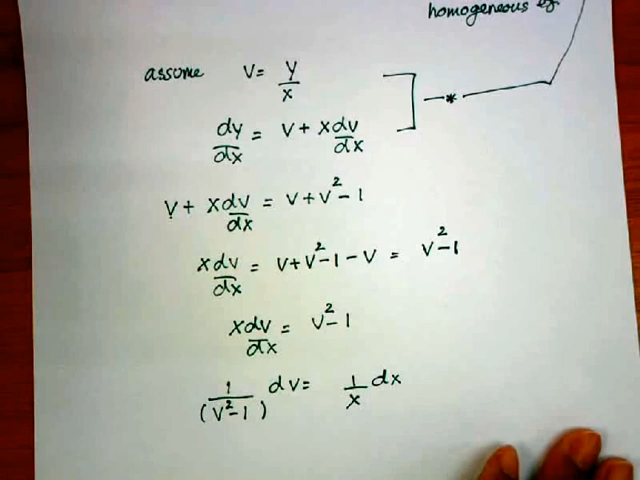 homogeneous
assume v = y/x
dy/dx = v + x dv/dx
v + x dv/dx = v + v² - 1
x dv/dx = v + v² - 1 - v = v² - 1
x dv/dx = v² - 1
1/(v² - 1) dv = 1/x dx